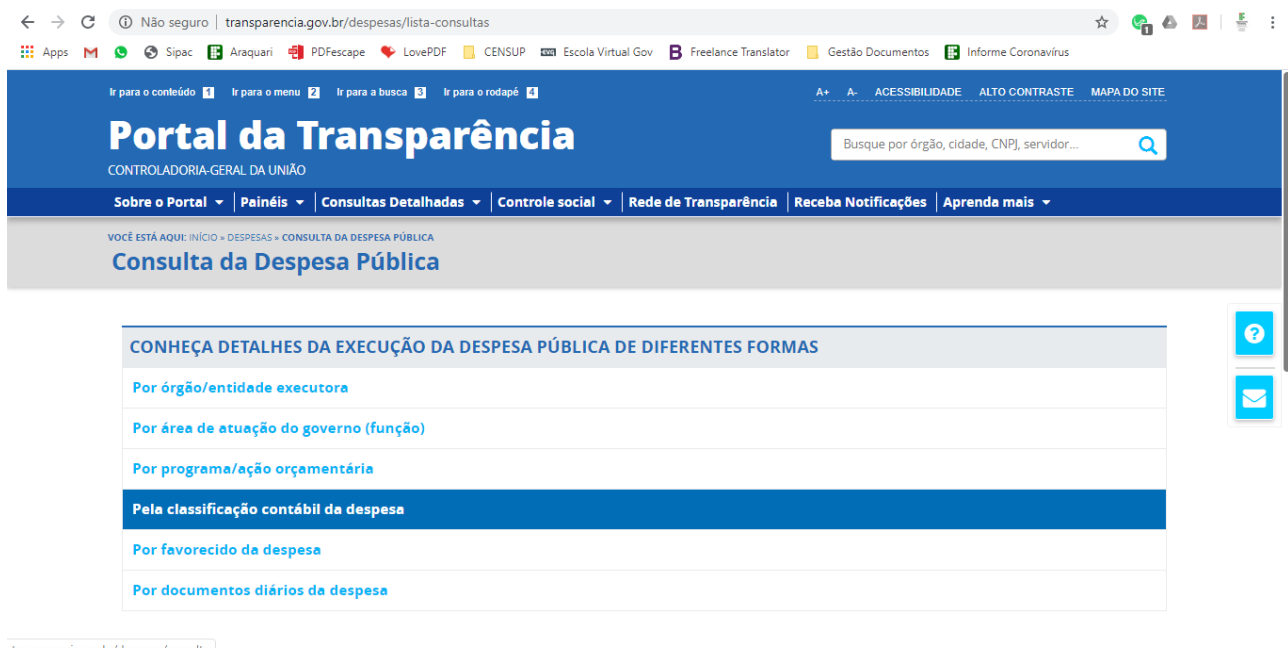 Não seguro | transparencia.gov.br/despesas/lista-consultas
Apps Sipac Araquari PDFescape LovePDF CENSUP EVG Escola Virtual Gov B Freelance Translator Gestão Documentos Informe Coronavírus
Ir para o conteúdo 1 Ir para o menu 2 Ir para a busca 3 Ir para o rodapé 4 A+ A- ACESSIBILIDADE ALTO CONTRASTE MAPA DO SITE
Portal da Transparência
Busque por órgão, cidade, CNPJ, servidor...
CONTROLADORIA-GERAL DA UNIÃO
Sobre o Portal Painéis Consultas Detalhadas Controle social Rede de Transparência Receba Notificações Aprenda mais
VOCÊ ESTÁ AQUI: INÍCIO » DESPESAS » CONSULTA DA DESPESA PÚBLICA
Consulta da Despesa Pública
CONHEÇA DETALHES DA EXECUÇÃO DA DESPESA PÚBLICA DE DIFERENTES FORMAS
Por órgão/entidade executora
Por área de atuação do governo (função)
Por programa/ação orçamentária
Pela classificação contábil da despesa
Por favorecido da despesa
Por documentos diários da despesa